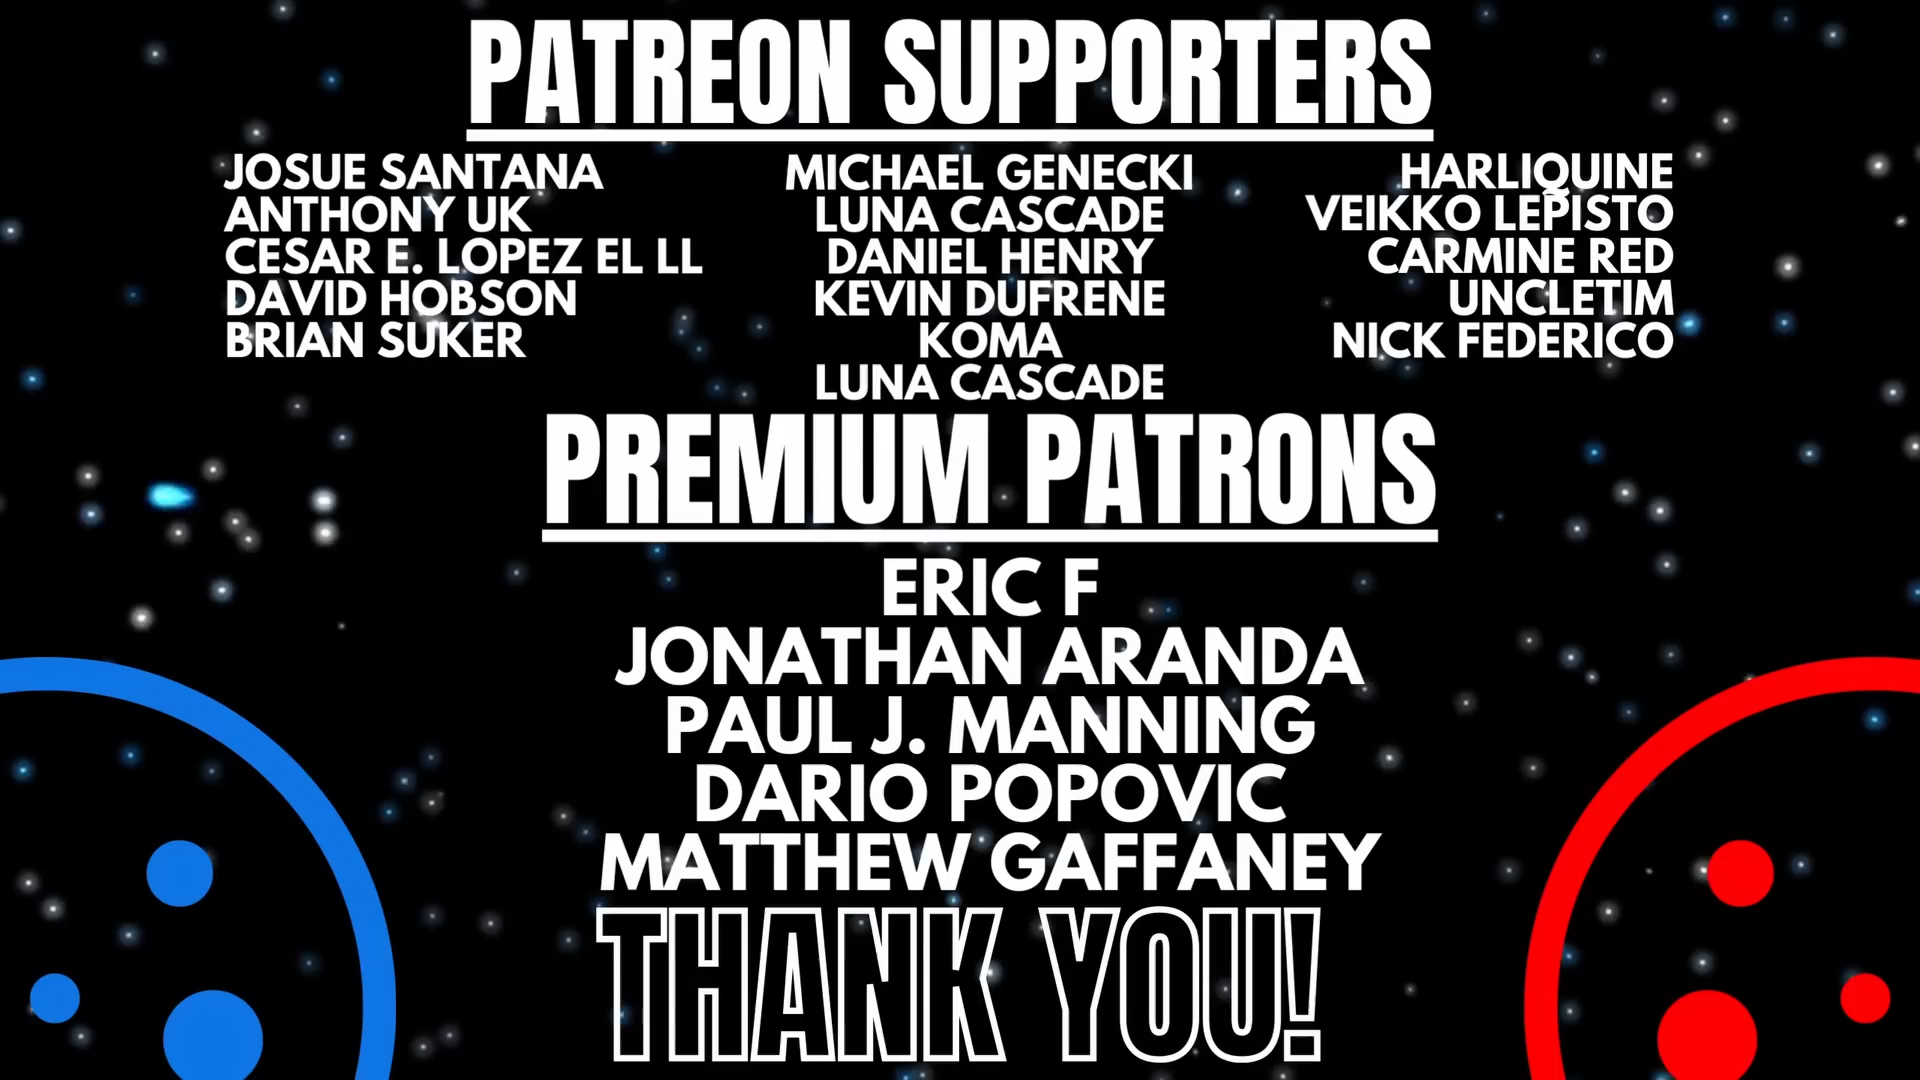 PATREON SUPPORTERS
JOSUE SANTANA
ANTHONY UK
CESAR E. LOPEZ EL LL
DAVID HOBSON
BRIAN SUKER
MICHAEL GENECKI
LUNA CASCADE
DANIEL HENRY
KEVIN DUFRENE
KOMA
LUNA CASCADE
HARLIQUINE
VEIKKO LEPISTO
CARMINE RED
UNCLETIM
NICK FEDERICO
PREMIUM PATRONS
ERIC F
JONATHAN ARANDA
PAUL J. MANNING
DARIO POPOVIC
MATTHEW GAFFANEY
THANK YOU!